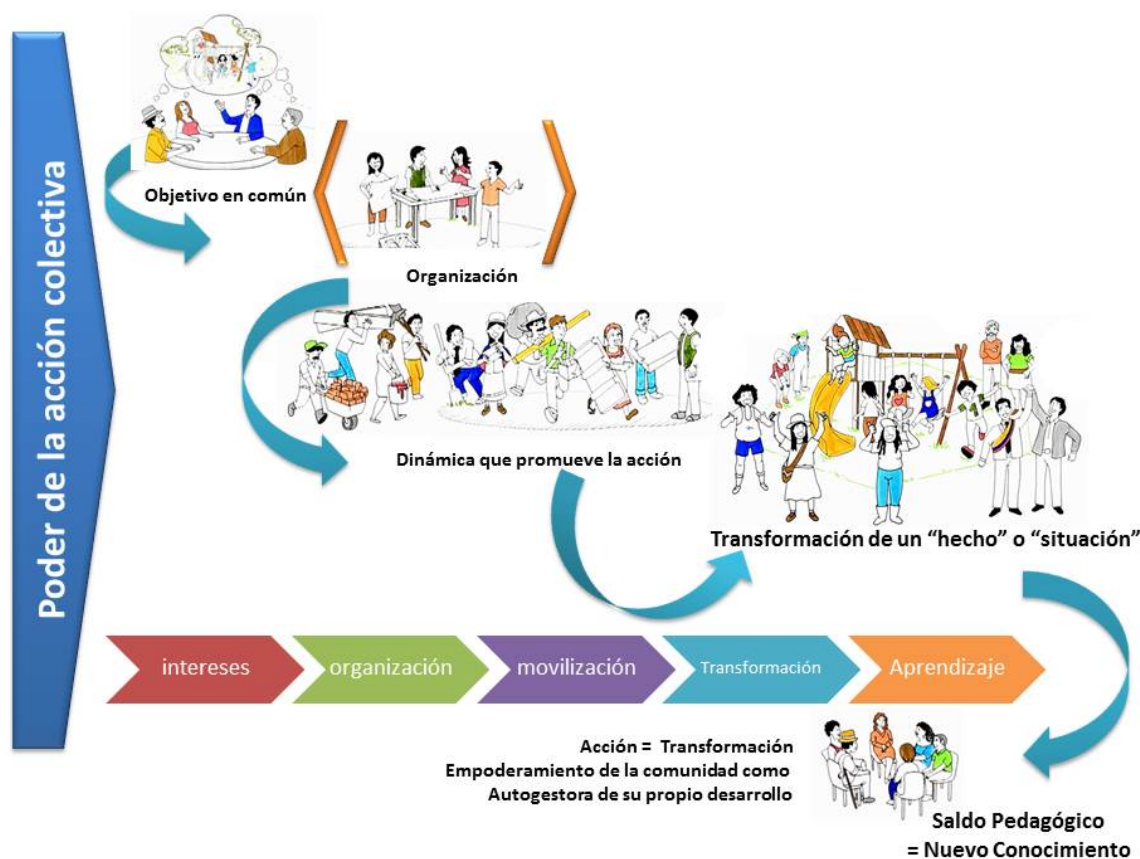 Poder de la acción colectiva
Objetivo en común
Organización
Dinámica que promueve la acción
Transformación de un “hecho” o “situación”
intereses
organización
movilización
Transformación
Aprendizaje
Acción = Transformación
Empoderamiento de la comunidad como
Autogestora de su propio desarrollo
Saldo Pedagógico
= Nuevo Conocimiento